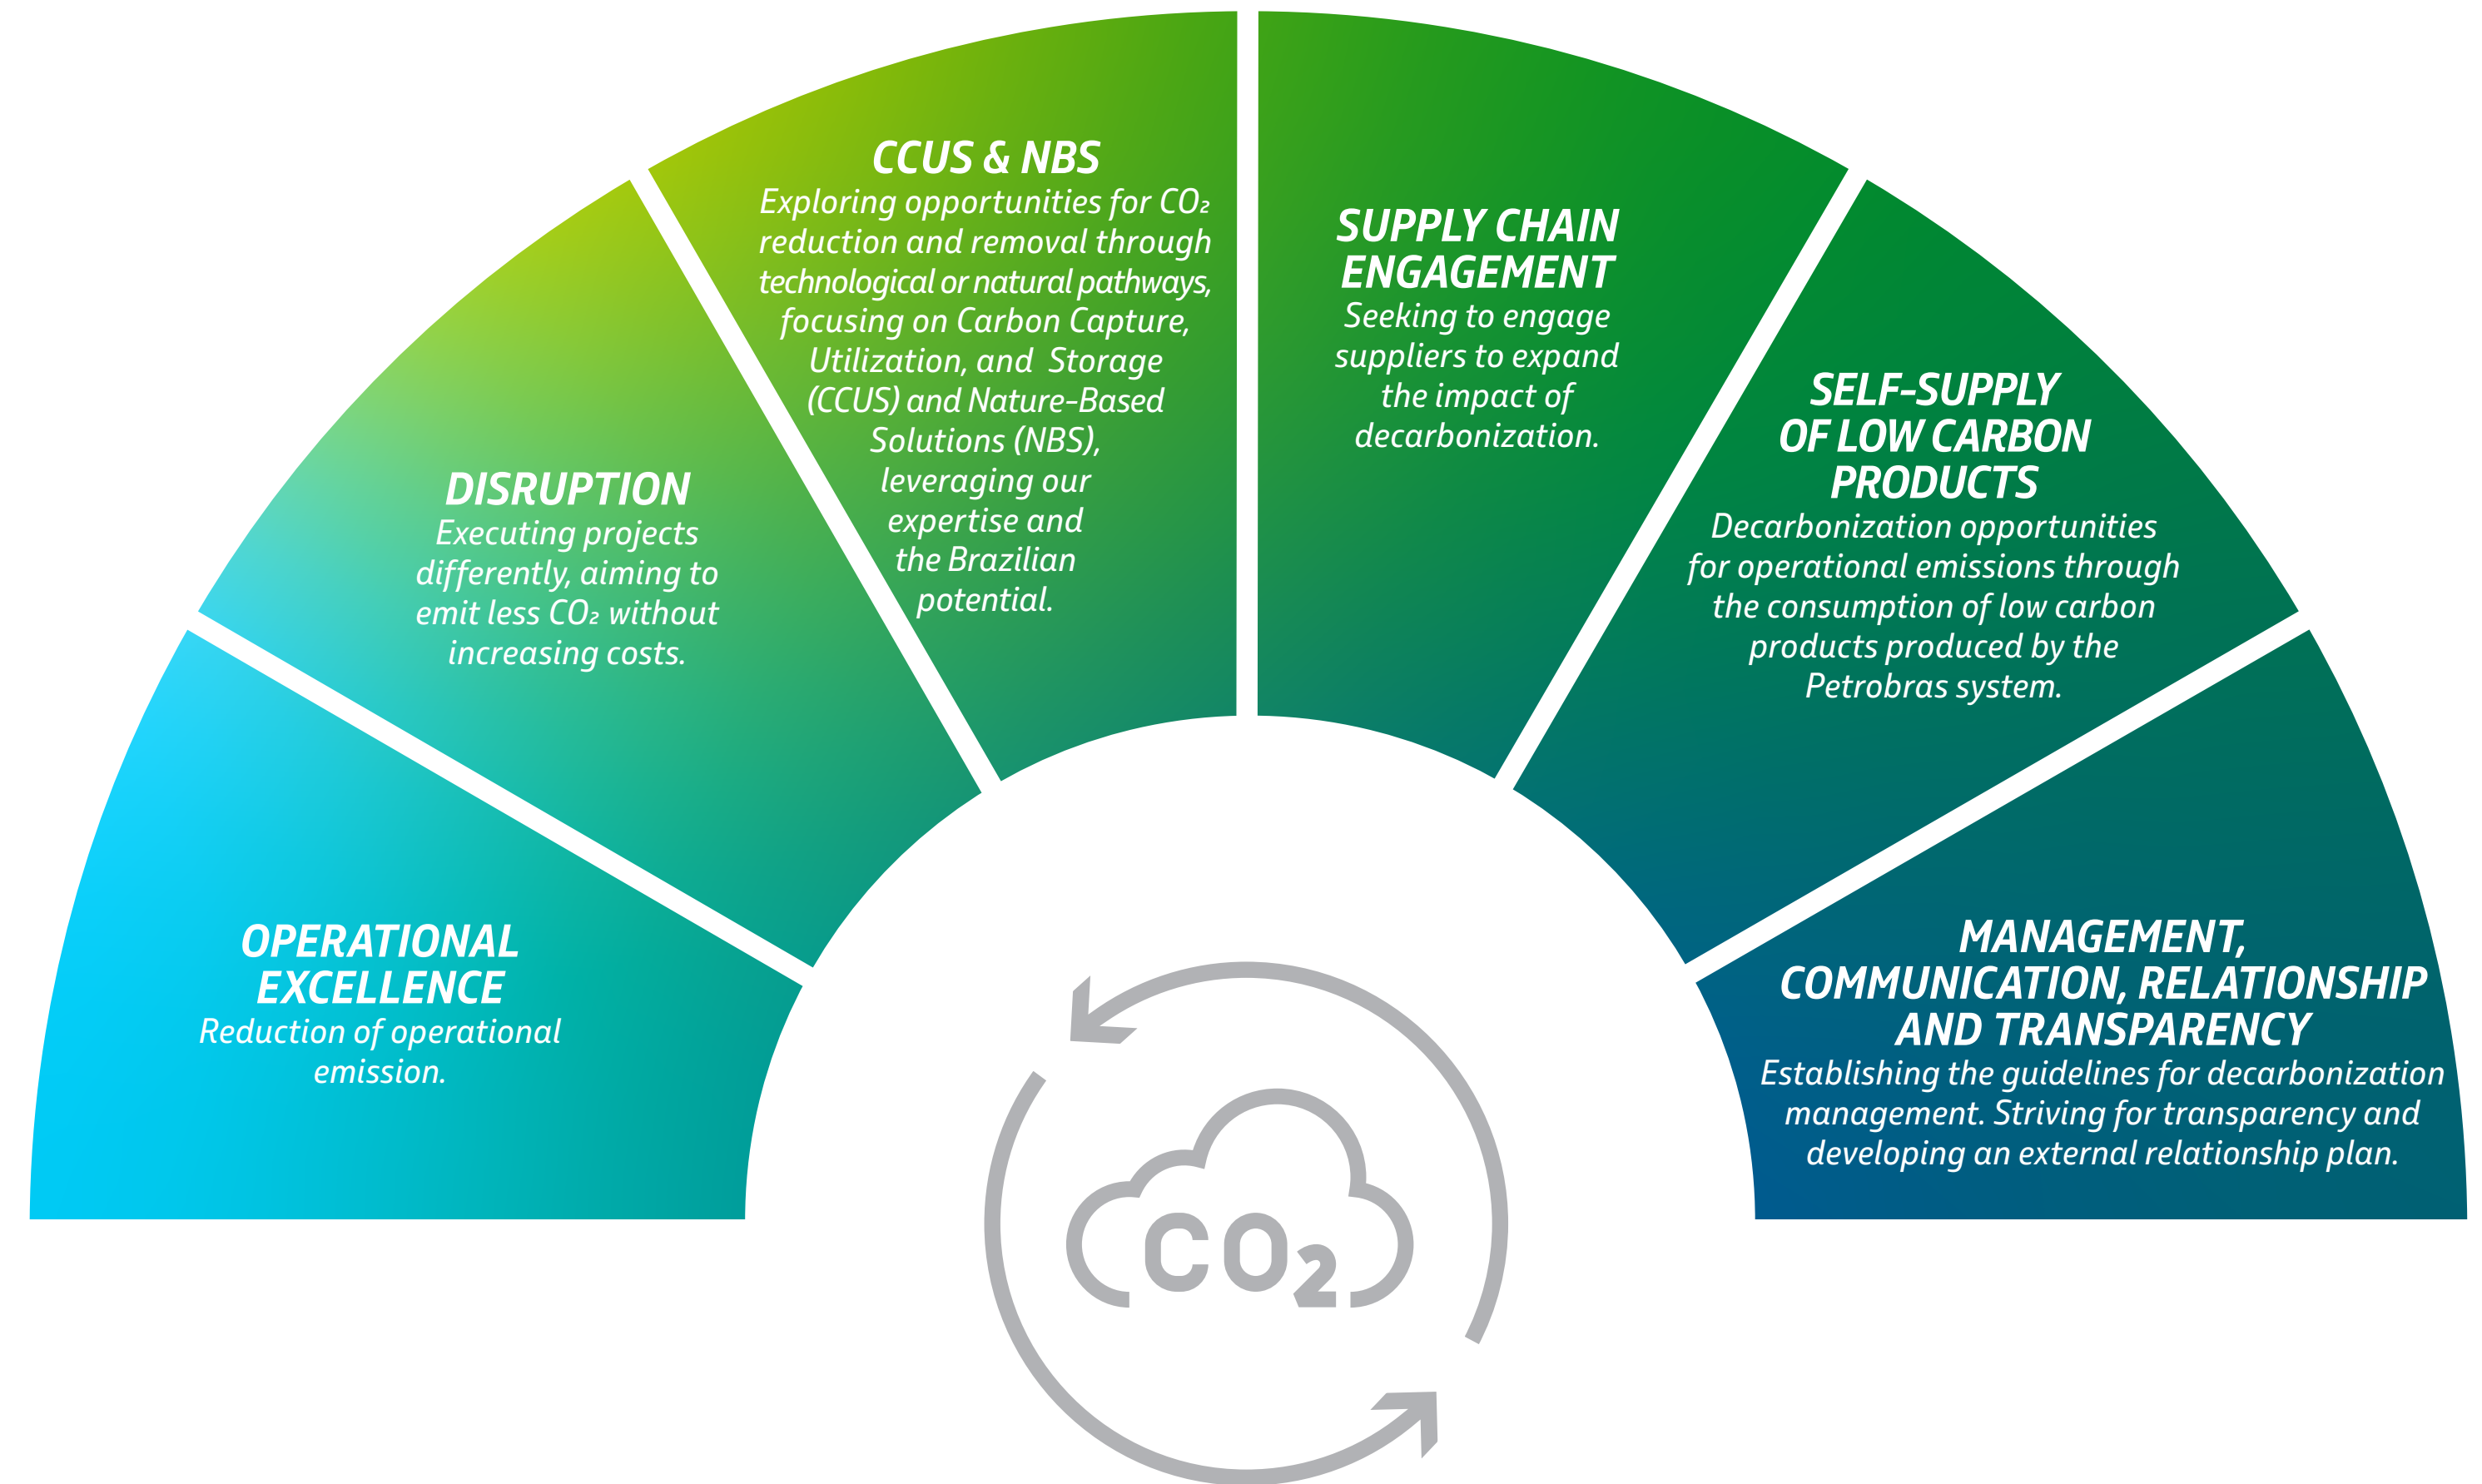 OPERATIONAL
EXCELLENCE
Reduction of operational
emission.
DISRUPTION
Executing projects
differently, aiming to
emit less CO₂ without
increasing costs.
CCUS & NBS
Exploring opportunities for CO₂
reduction and removal through
technological or natural pathways,
focusing on Carbon Capture,
Utilization, and Storage
(CCUS) and Nature-Based
Solutions (NBS),
leveraging our
expertise and
the Brazilian
potential.
SUPPLY CHAIN
ENGAGEMENT
Seeking to engage
suppliers to expand
the impact of
decarbonization.
SELF-SUPPLY
OF LOW CARBON
PRODUCTS
Decarbonization opportunities
for operational emissions through
the consumption of low carbon
products produced by the
Petrobras system.
MANAGEMENT,
COMMUNICATION, RELATIONSHIP
AND TRANSPARENCY
Establishing the guidelines for decarbonization
management. Striving for transparency and
developing an external relationship plan.
CO₂